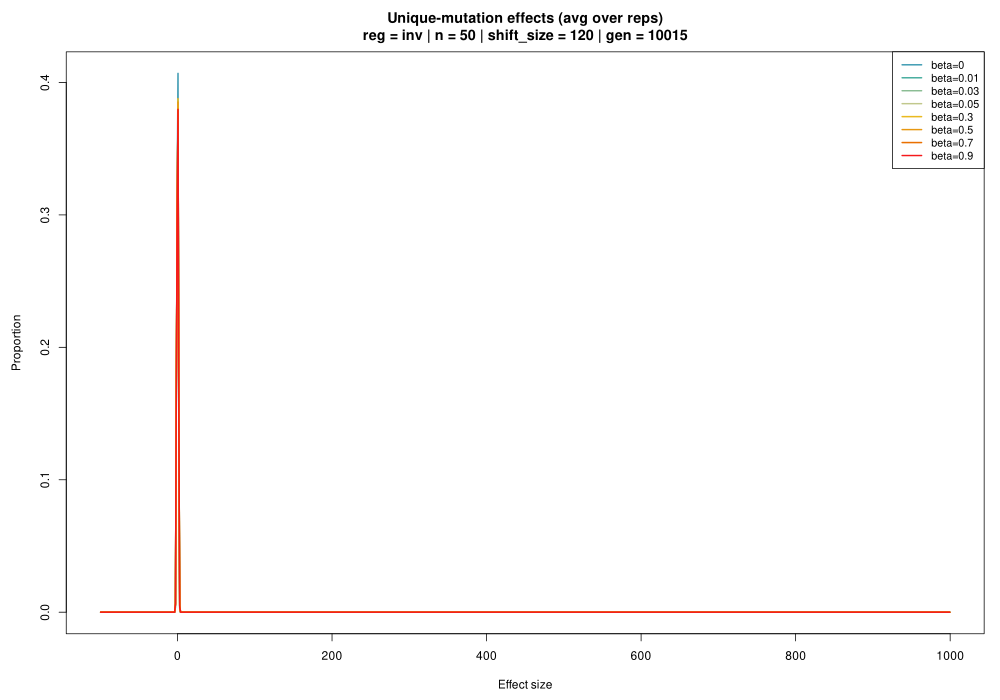 Unique-mutation effects (avg over reps)
reg = inv | n = 50 | shift_size = 120 | gen = 10015
beta=0
beta=0.01
beta=0.03
beta=0.05
beta=0.3
beta=0.5
beta=0.7
beta=0.9
Proportion
0.4
0.3
0.2
0.1
0.0
0
200
400
600
800
1000
Effect size